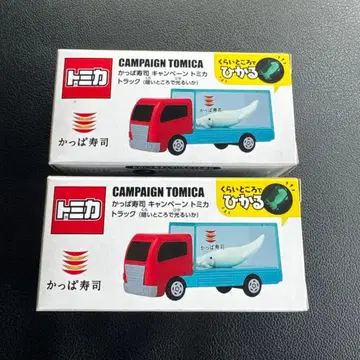 トミカ
CAMPAIGN TOMICA
かっぱ寿司 キャンペーン トミカ
トラック（暗いところで光るいか）
くらいところで
ひかる
かっぱ寿司
トミカ
CAMPAIGN TOMICA
かっぱ寿司 キャンペーン トミカ
トラック（暗いところで光るいか）
くらいところで
ひかる
かっぱ寿司
かっぱ寿司